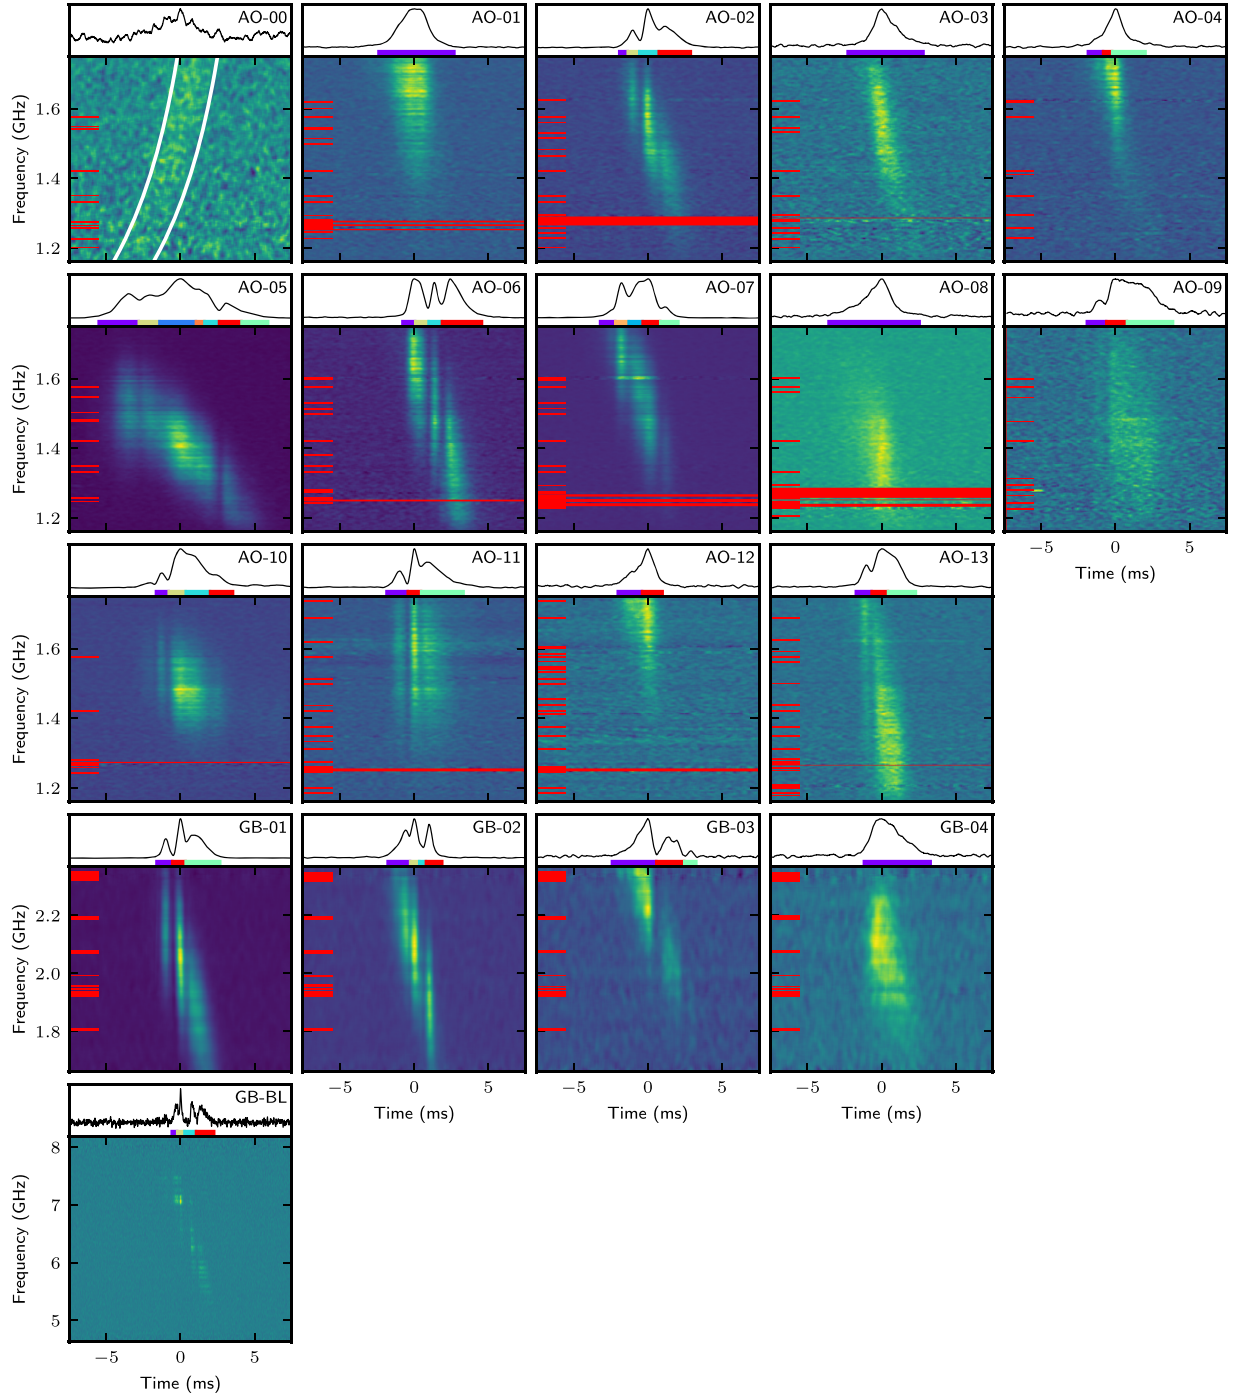 AO-00 AO-01 AO-02 AO-03 AO-04
Frequency (GHz)
1.6
1.4
1.2
AO-05 AO-06 AO-07 AO-08 AO-09
Frequency (GHz)
1.6
1.4
1.2
−5 0 5
Time (ms)
AO-10 AO-11 AO-12 AO-13
Frequency (GHz)
1.6
1.4
1.2
GB-01 GB-02 GB-03 GB-04
Frequency (GHz)
2.2
2.0
1.8
−5 0 5 −5 0 5 −5 0 5
Time (ms) Time (ms) Time (ms)
GB-BL
Frequency (GHz)
8
7
6
5
−5 0 5
Time (ms)